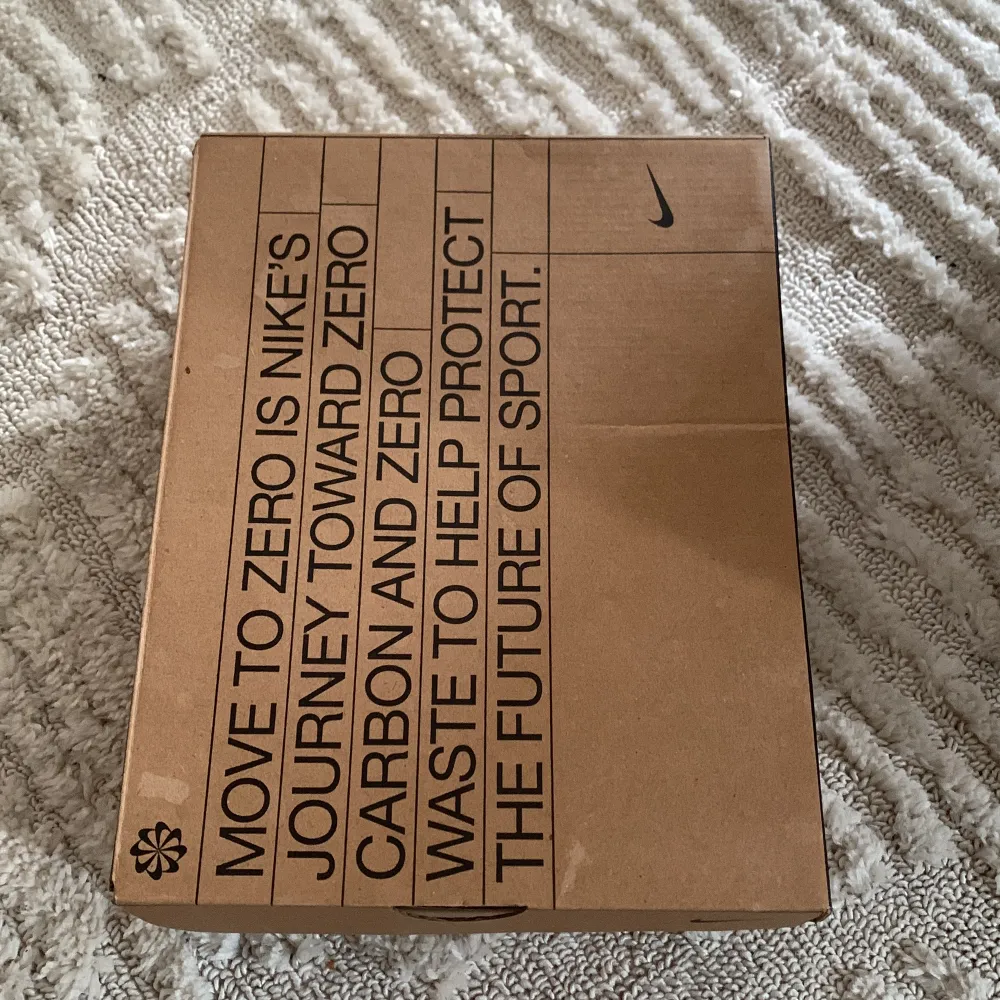 MOVE TO ZERO IS NIKE'S
JOURNEY TOWARD ZERO
CARBON AND ZERO
WASTE TO HELP PROTECT
THE FUTURE OF SPORT.